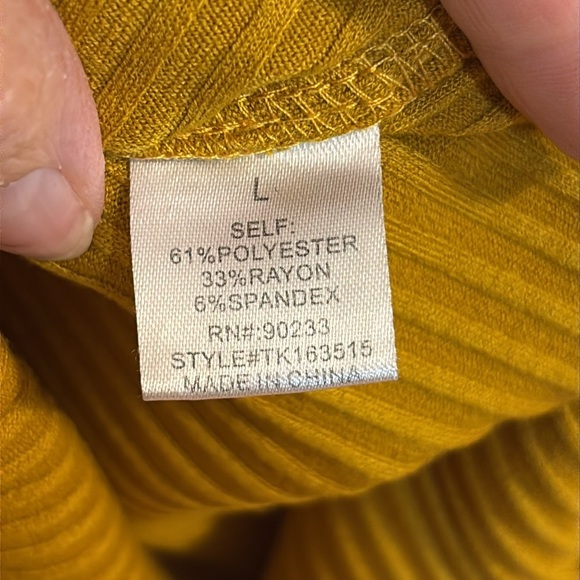 L
SELF:
61%POLYESTER
33%RAYON
6%SPANDEX
RN#:90233
STYLE#TK163515
MADE IN CHINA